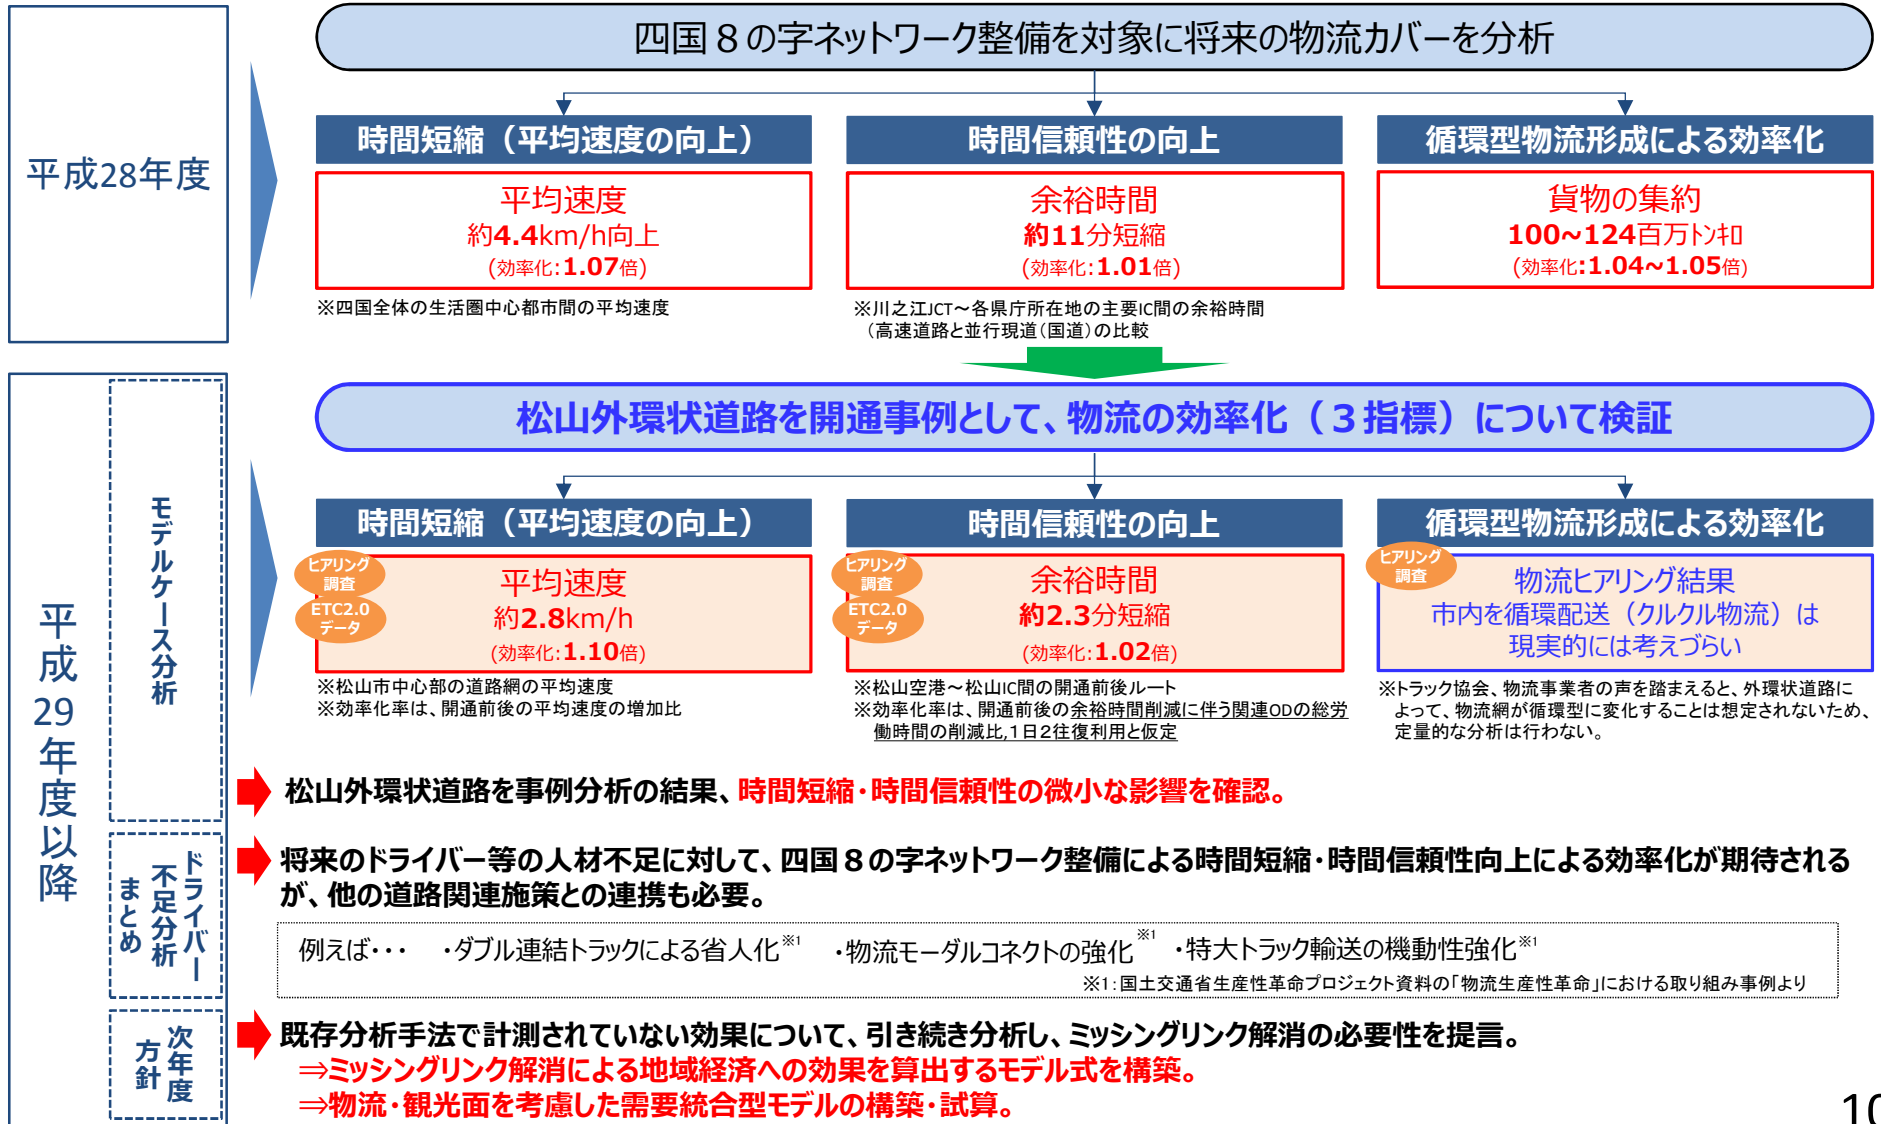 四国８の字ネットワーク整備を対象に将来の物流カバーを分析
平成28年度
時間短縮（平均速度の向上）
平均速度
約4.4km/h向上
(効率化:1.07倍)
※四国全体の生活圏中心都市間の平均速度
時間信頼性の向上
余裕時間
約11分短縮
(効率化:1.01倍)
※川之江JCT～各県庁所在地の主要IC間の余裕時間
（高速道路と並行現道（国道）の比較
循環型物流形成による効率化
貨物の集約
100~124百万トンキロ
(効率化:1.04~1.05倍)
平成29年度以降
モデルケース分析
松山外環状道路を開通事例として、物流の効率化（３指標）について検証
時間短縮（平均速度の向上）
ヒアリング
調査
ETC2.0
データ
平均速度
約2.8km/h
(効率化:1.10倍)
※松山市中心部の道路網の平均速度
※効率化率は、開通前後の平均速度の増加比
時間信頼性の向上
ヒアリング
調査
ETC2.0
データ
余裕時間
約2.3分短縮
(効率化:1.02倍)
※松山空港～松山IC間の開通前後ルート
※効率化率は、開通前後の余裕時間削減に伴う関連ODの総労
働時間の削減比,1日2往復利用と仮定
循環型物流形成による効率化
ヒアリング
調査
物流ヒアリング結果
市内を循環配送（クルクル物流）は
現実的には考えづらい
※トラック協会、物流事業者の声を踏まえると、外環状道路に
よって、物流網が循環型に変化することは想定されないため、
定量的な分析は行わない。
松山外環状道路を事例分析の結果、時間短縮・時間信頼性の微小な影響を確認。
ドライバー
不足分析
まとめ
将来のドライバー等の人材不足に対して、四国８の字ネットワーク整備による時間短縮・時間信頼性向上による効率化が期待される
が、他の道路関連施策との連携も必要。
例えば・・・　・ダブル連結トラックによる省人化※1　・物流モーダルコネクトの強化※1　・特大トラック輸送の機動性強化※1
※1：国土交通省生産性革命プロジェクト資料の「物流生産性革命」における取り組み事例より
次年度
方針
既存分析手法で計測されていない効果について、引き続き分析し、ミッシングリンク解消の必要性を提言。
⇒ミッシングリンク解消による地域経済への効果を算出するモデル式を構築。
⇒物流・観光面を考慮した需要統合型モデルの構築・試算。
10